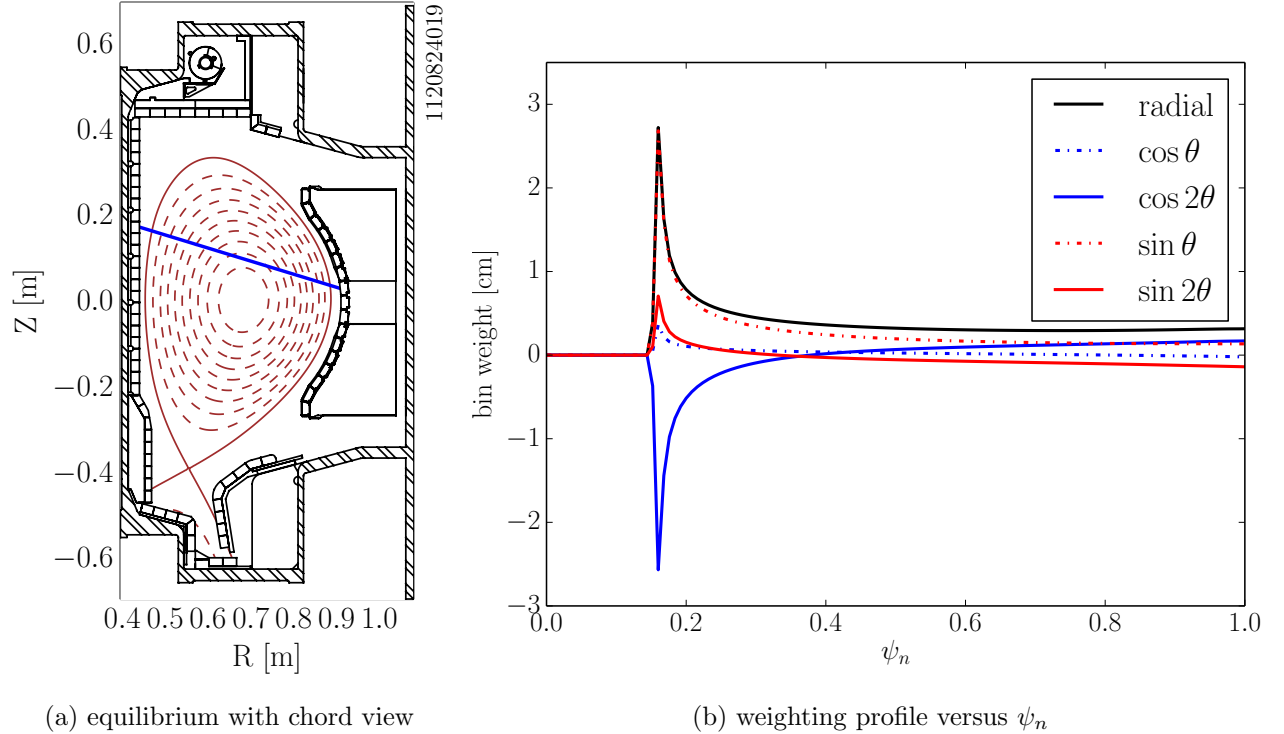 0.6
0.4
0.2
0.0
−0.2
−0.4
−0.6
Z [m]
0.4 0.5 0.6 0.7 0.8 0.9 1.0
R [m]
1120824019
(a) equilibrium with chord view
3
2
1
0
−1
−2
−3
bin weight [cm]
0.0 0.2 0.4 0.6 0.8 1.0
ψₙ
radial
cos θ
cos 2θ
sin θ
sin 2θ
(b) weighting profile versus ψₙ